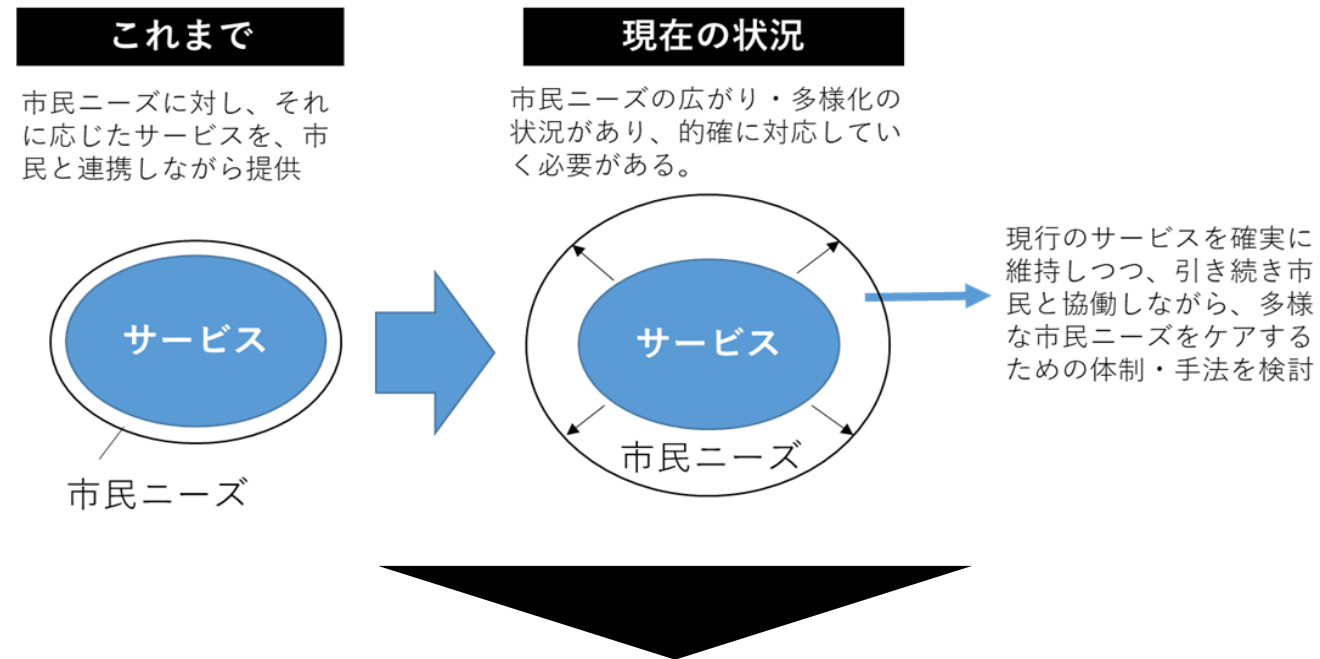 これまで
市民ニーズに対し、それ
に応じたサービスを、市
民と連携しながら提供
サービス
市民ニーズ
現在の状況
市民ニーズの広がり・多様化の
状況があり、的確に対応してい
く必要がある。
サービス
市民ニーズ
現行のサービスを確実に
維持しつつ、引き続き市
民と協働しながら、多様
な市民ニーズをケアする
ための体制・手法を検討